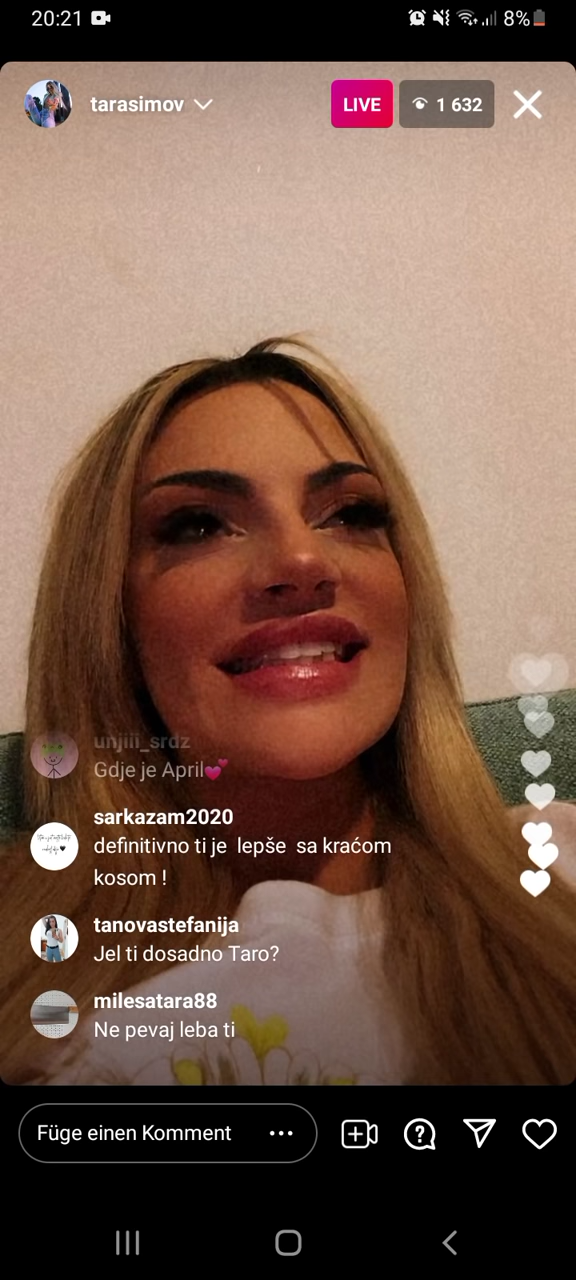 20:21
8%
tarasimov
LIVE
1 632
unjiii_srdz
Gdje je April💕
sarkazam2020
definitivno ti je lepše sa kraćom
kosom !
tanovastefanija
Jel ti dosadno Taro?
milesatara88
Ne pevaj leba ti
Füge einen Komment